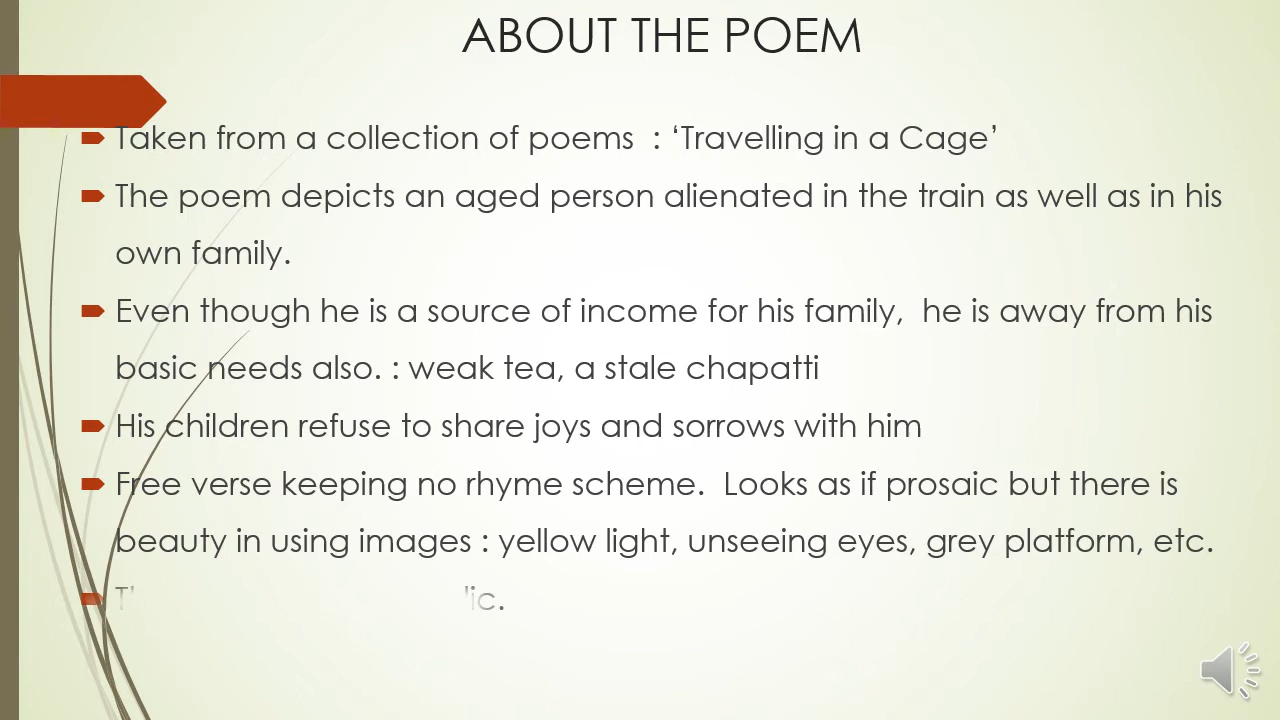 ABOUT THE POEM
Taken from a collection of poems  : ‘Travelling in a Cage’
The poem depicts an aged person alienated in the train as well as in his
own family.
Even though he is a source of income for his family,  he is away from his
basic needs also. : weak tea, a stale chapatti
His children refuse to share joys and sorrows with him
Free verse keeping no rhyme scheme.  Looks as if prosaic but there is
beauty in using images : yellow light, unseeing eyes, grey platform, etc.